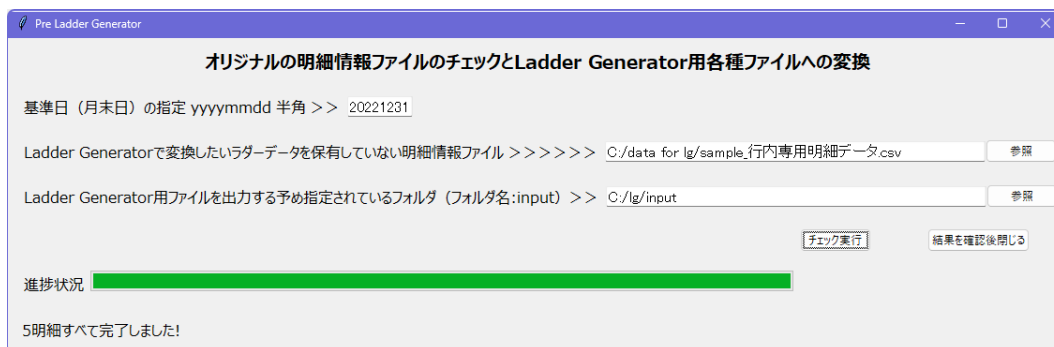 Pre Ladder Generator
オリジナルの明細情報ファイルのチェックとLadder Generator用各種ファイルへの変換
基準日（月末日）の指定 yyyymmdd 半角 >> 20221231
Ladder Generatorで変換したいラダーデータを保有していない明細情報ファイル >>>>>> C:/data for lg/sample_行内専用明細データ.csv 参照
Ladder Generator用ファイルを出力する予め指定されているフォルダ（フォルダ名:input）>> C:/lg/input 参照
チェック実行 結果を確認後閉じる
進捗状況
5明細すべて完了しました!